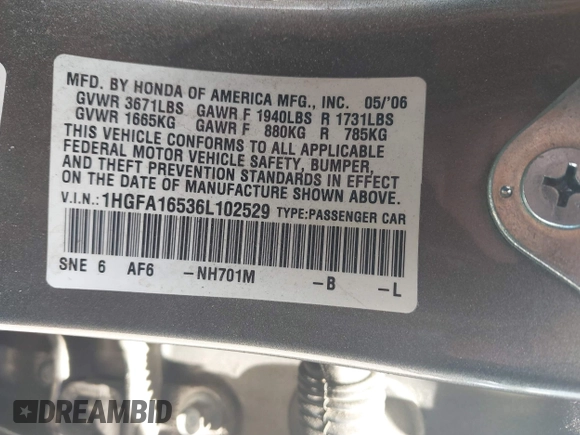 MFD. BY HONDA OF AMERICA MFG., INC. 05/'06
GVWR 3671LBS GAWR F 1940LBS R 1731LBS
GVWR 1665KG GAWR F 880KG R 785KG
THIS VEHICLE CONFORMS TO ALL APPLICABLE
FEDERAL MOTOR VEHICLE SAFETY, BUMPER,
AND THEFT PREVENTION STANDARDS IN EFFECT
ON THE DATE OF MANUFACTURE SHOWN ABOVE.
V.I.N.: 1HGFA16536L102529 TYPE:PASSENGER CAR
SNE 6 AF6 -NH701M -B -L
DREAMBID